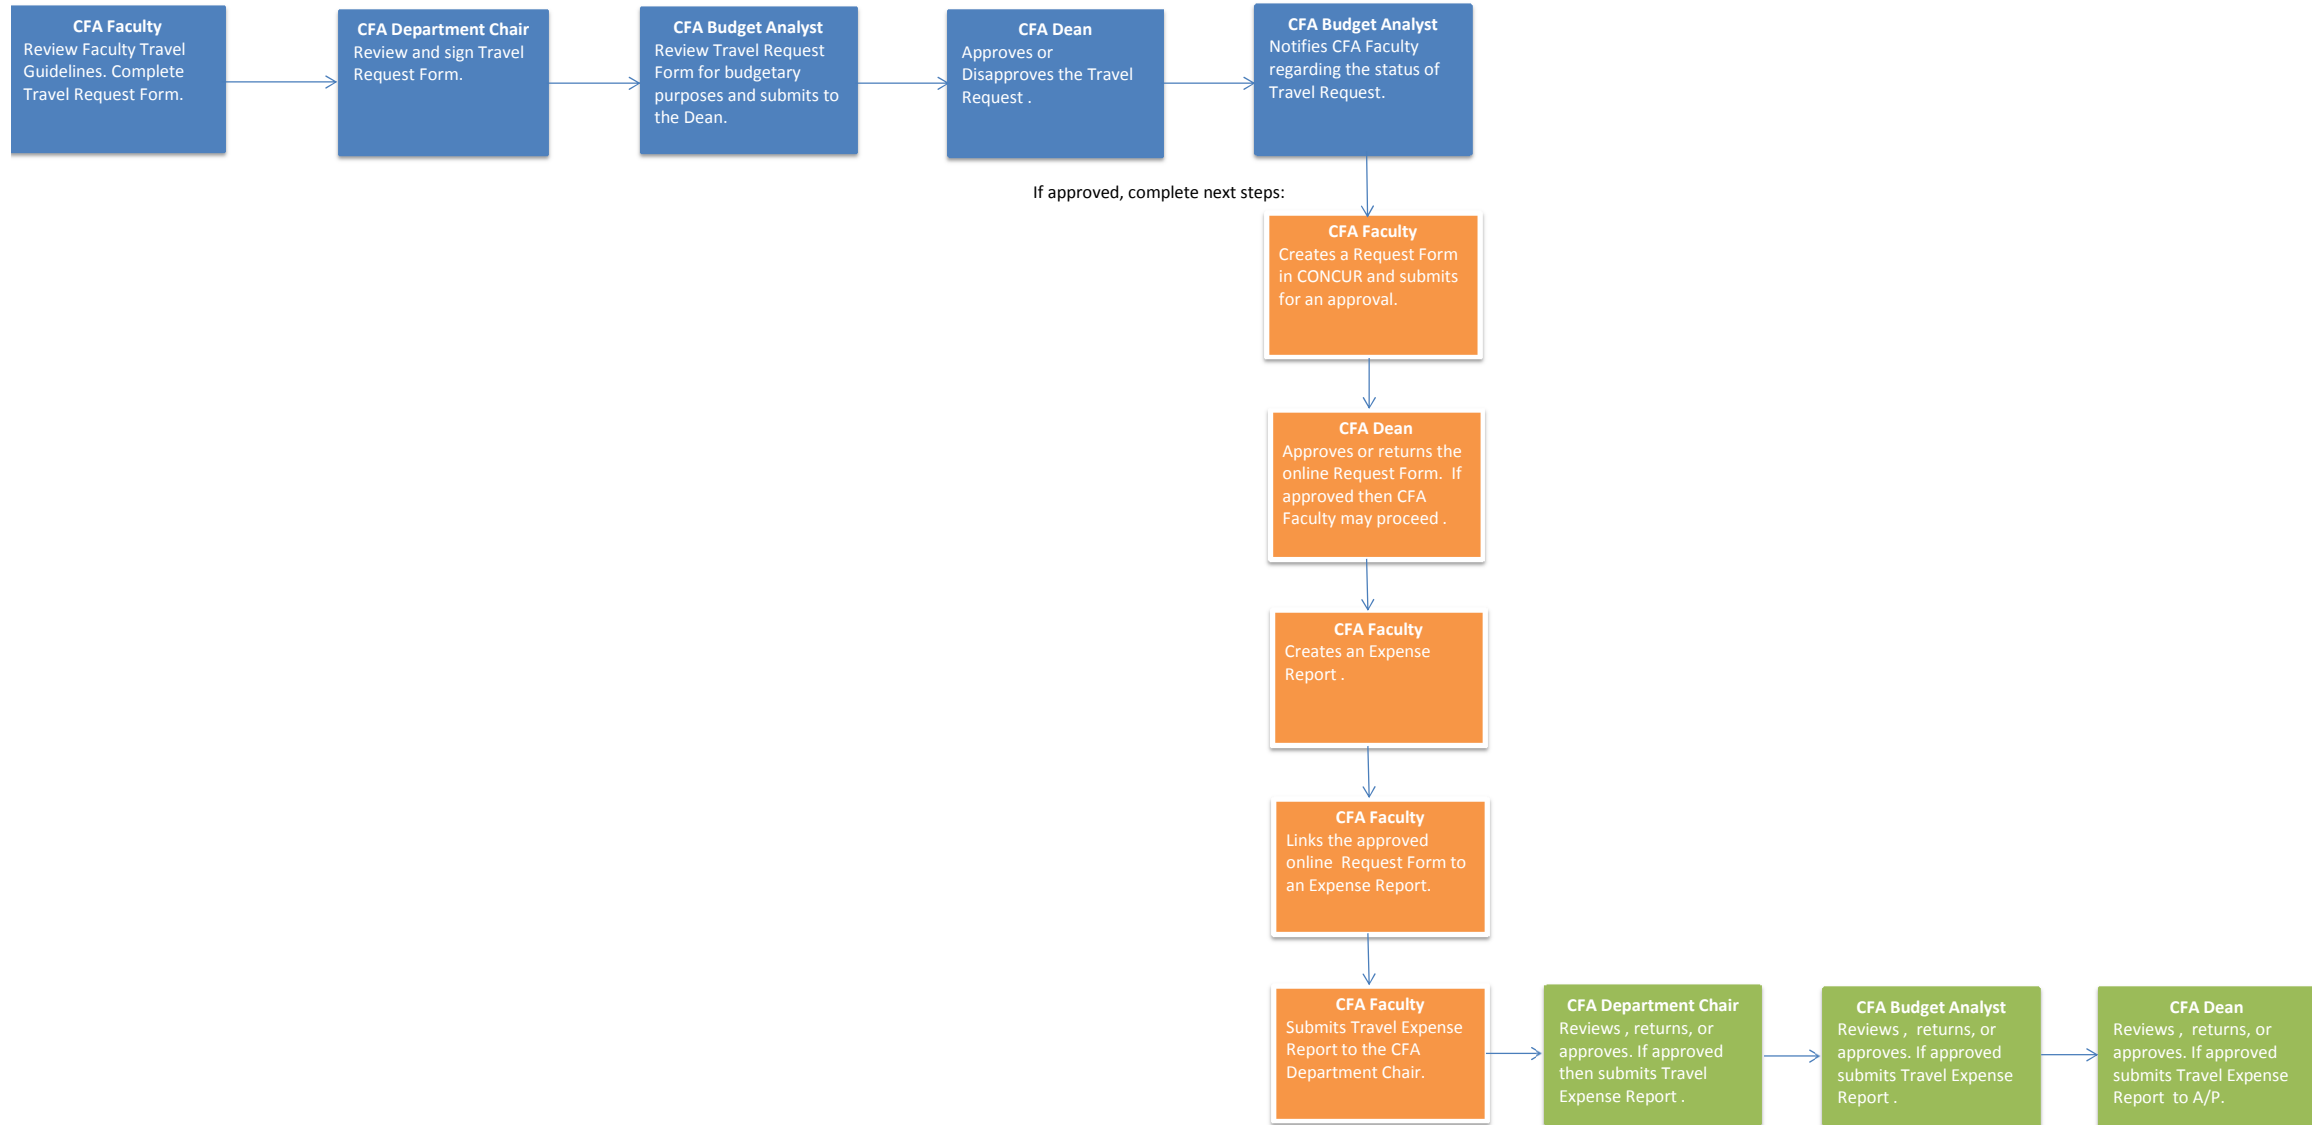 CFA Faculty
Review Faculty Travel
Guidelines. Complete
Travel Request Form.
CFA Department Chair
Review and sign Travel
Request Form.
CFA Budget Analyst
Review Travel Request
Form for budgetary
purposes and submits to
the Dean.
CFA Dean
Approves or
Disapproves the Travel
Request .
CFA Budget Analyst
Notifies CFA Faculty
regarding the status of
Travel Request.
If approved, complete next steps:
CFA Faculty
Creates a Request Form
in CONCUR and submits
for an approval.
CFA Dean
Approves or returns the
online Request Form.  If
approved then CFA
Faculty may proceed .
CFA Faculty
Creates an Expense
Report .
CFA Faculty
Links the approved
online  Request Form to
an Expense Report.
CFA Faculty
Submits Travel Expense
Report to the CFA
Department Chair.
CFA Department Chair
Reviews , returns, or
approves. If approved
then submits Travel
Expense Report .
CFA Budget Analyst
Reviews ,  returns, or
approves. If approved
submits Travel Expense
Report .
CFA Dean
Reviews ,  returns, or
approves. If approved
submits Travel Expense
Report  to A/P.